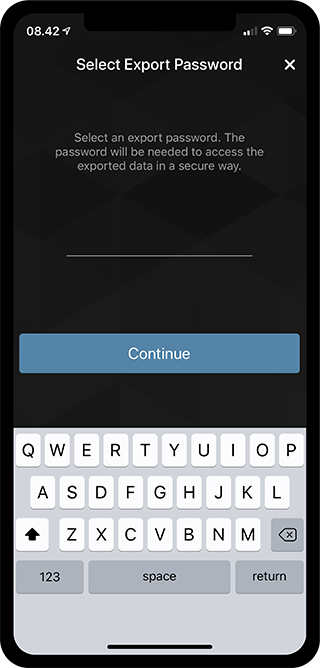 08.42
Select Export Password ×
Select an export password. The
password will be needed to access the
exported data in a secure way.
Continue
Q W E R T Y U I O P
A S D F G H J K L
Z X C V B N M
123 space return